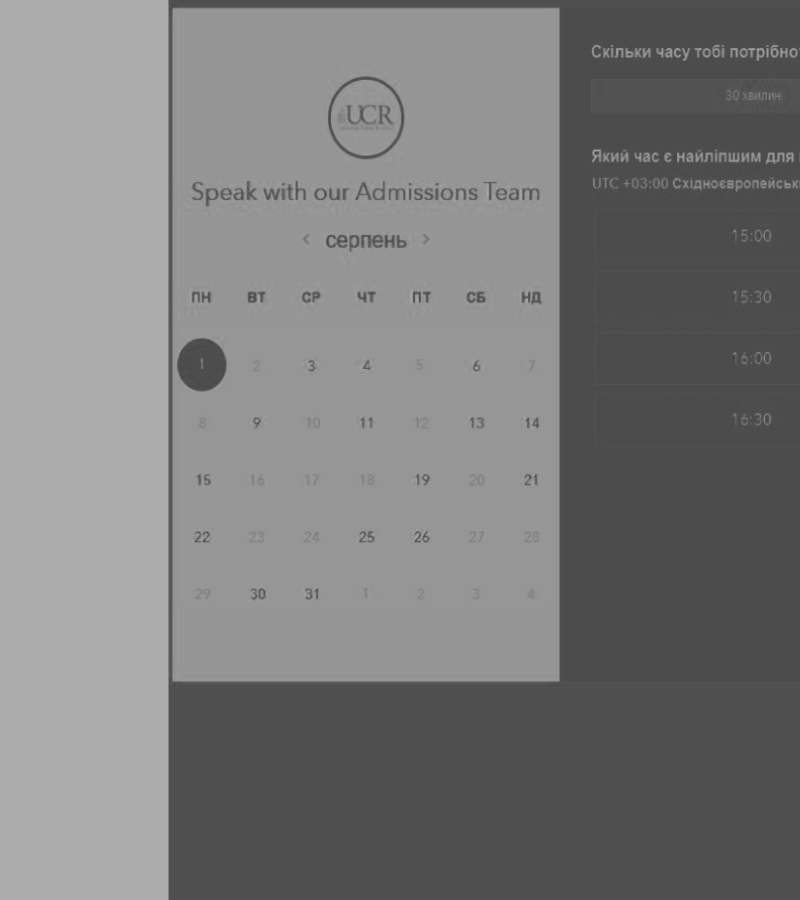 UCR
Speak with our Admissions Team
‹ серпень ›
ПН ВТ СР ЧТ ПТ СБ НД
1 2 3 4 5 6 7
8 9 10 11 12 13 14
15 16 17 18 19 20 21
22 23 24 25 26 27 28
29 30 31 1 2 3 4
Скільки часу тобі потрібно
30 хвилин
Який час є найліпшим для
UTC +03:00 Східноєвропейськ
15:00
15:30
16:00
16:30